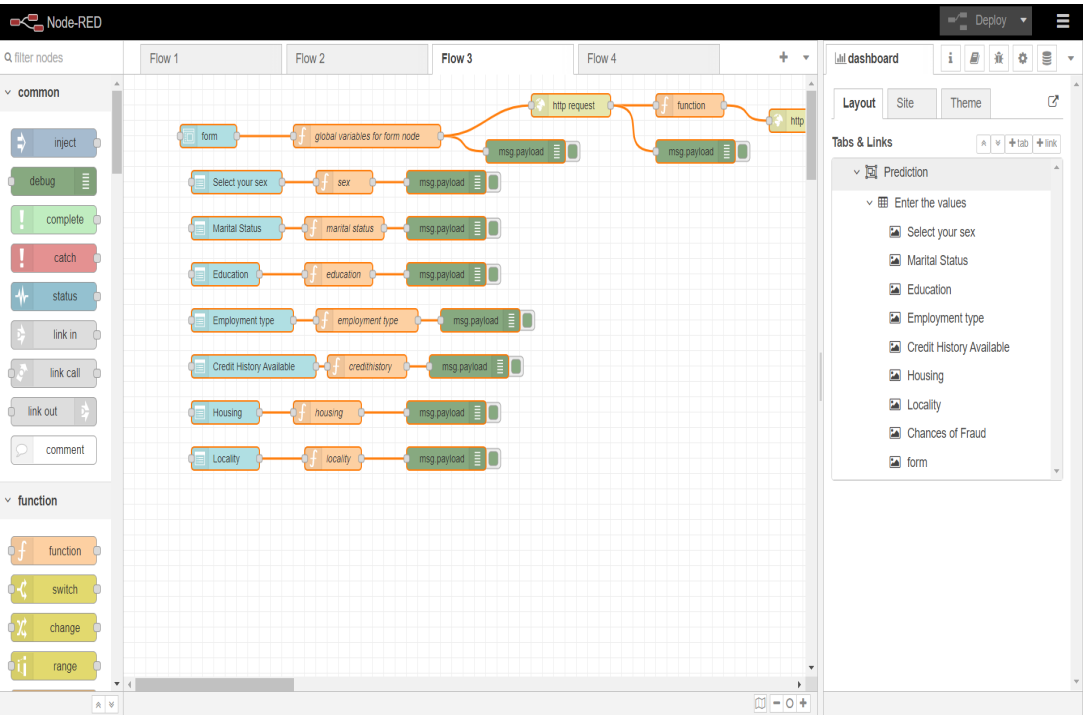 Node-RED
Deploy
filter nodes
common
inject
debug
complete
catch
status
link in
link call
link out
comment
function
function
switch
change
range
Flow 1
Flow 2
Flow 3
Flow 4
form
global variables for form node
http request
function
http
msg.payload
msg.payload
Select your sex
sex
msg.payload
Marital Status
marital status
msg.payload
Education
education
msg.payload
Employment type
employment type
msg.payload
Credit History Available
credithistory
msg.payload
Housing
housing
msg.payload
Locality
locality
msg.payload
dashboard
Layout
Site
Theme
Tabs & Links
+tab
+link
Prediction
Enter the values
Select your sex
Marital Status
Education
Employment type
Credit History Available
Housing
Locality
Chances of Fraud
form